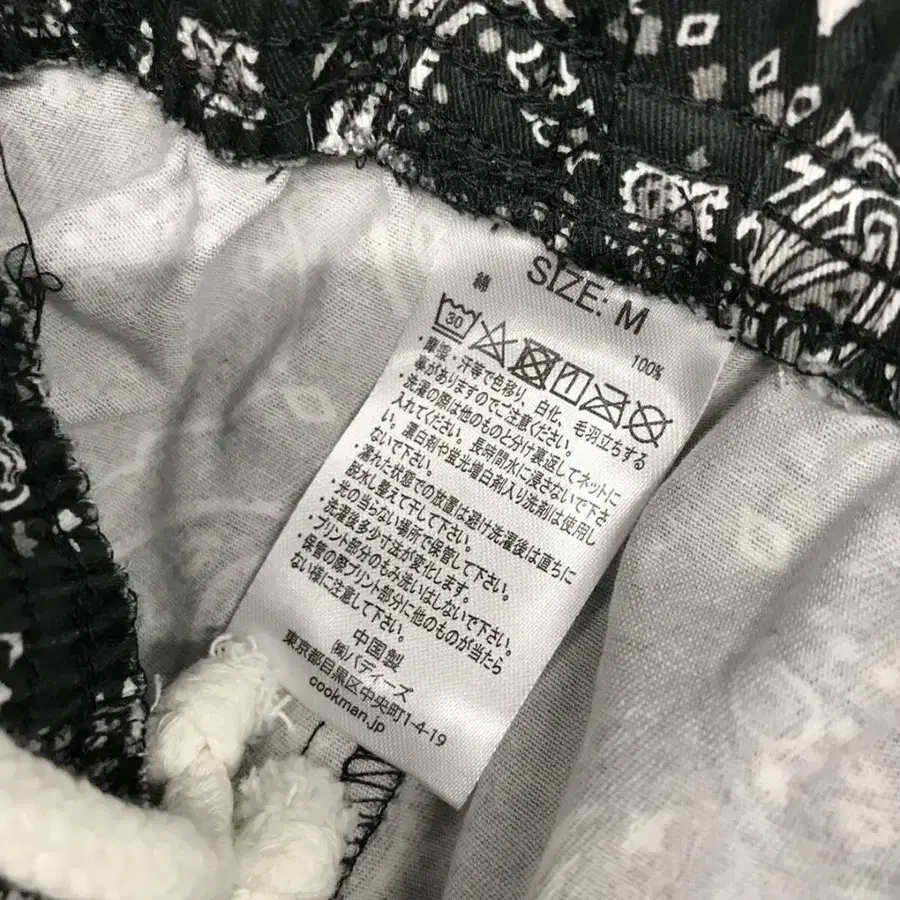 SIZE: M
綿 100%
30
・摩擦・汗等で色移り、白化、毛羽立ちする
事がありますのでご注意ください。
・洗濯の際は他のものと分け裏返してネットに
入れてください。長時間水に浸さないで下さ
い。漂白剤や蛍光増白剤入り洗剤は使用し
ないで下さい。
・濡れた状態での放置は避け洗濯後は直ちに
脱水し整えて干して下さい。
・光の当らない場所で保管して下さい。
・洗濯後多少寸法が変化します。
・プリント部分のもみ洗いはしないで下さい。
・保管の際プリント部分に他のものが当たら
ない様に注意して下さい。
中国製
㈱バディーズ
東京都目黒区中央町1-4-19
cookman.jp